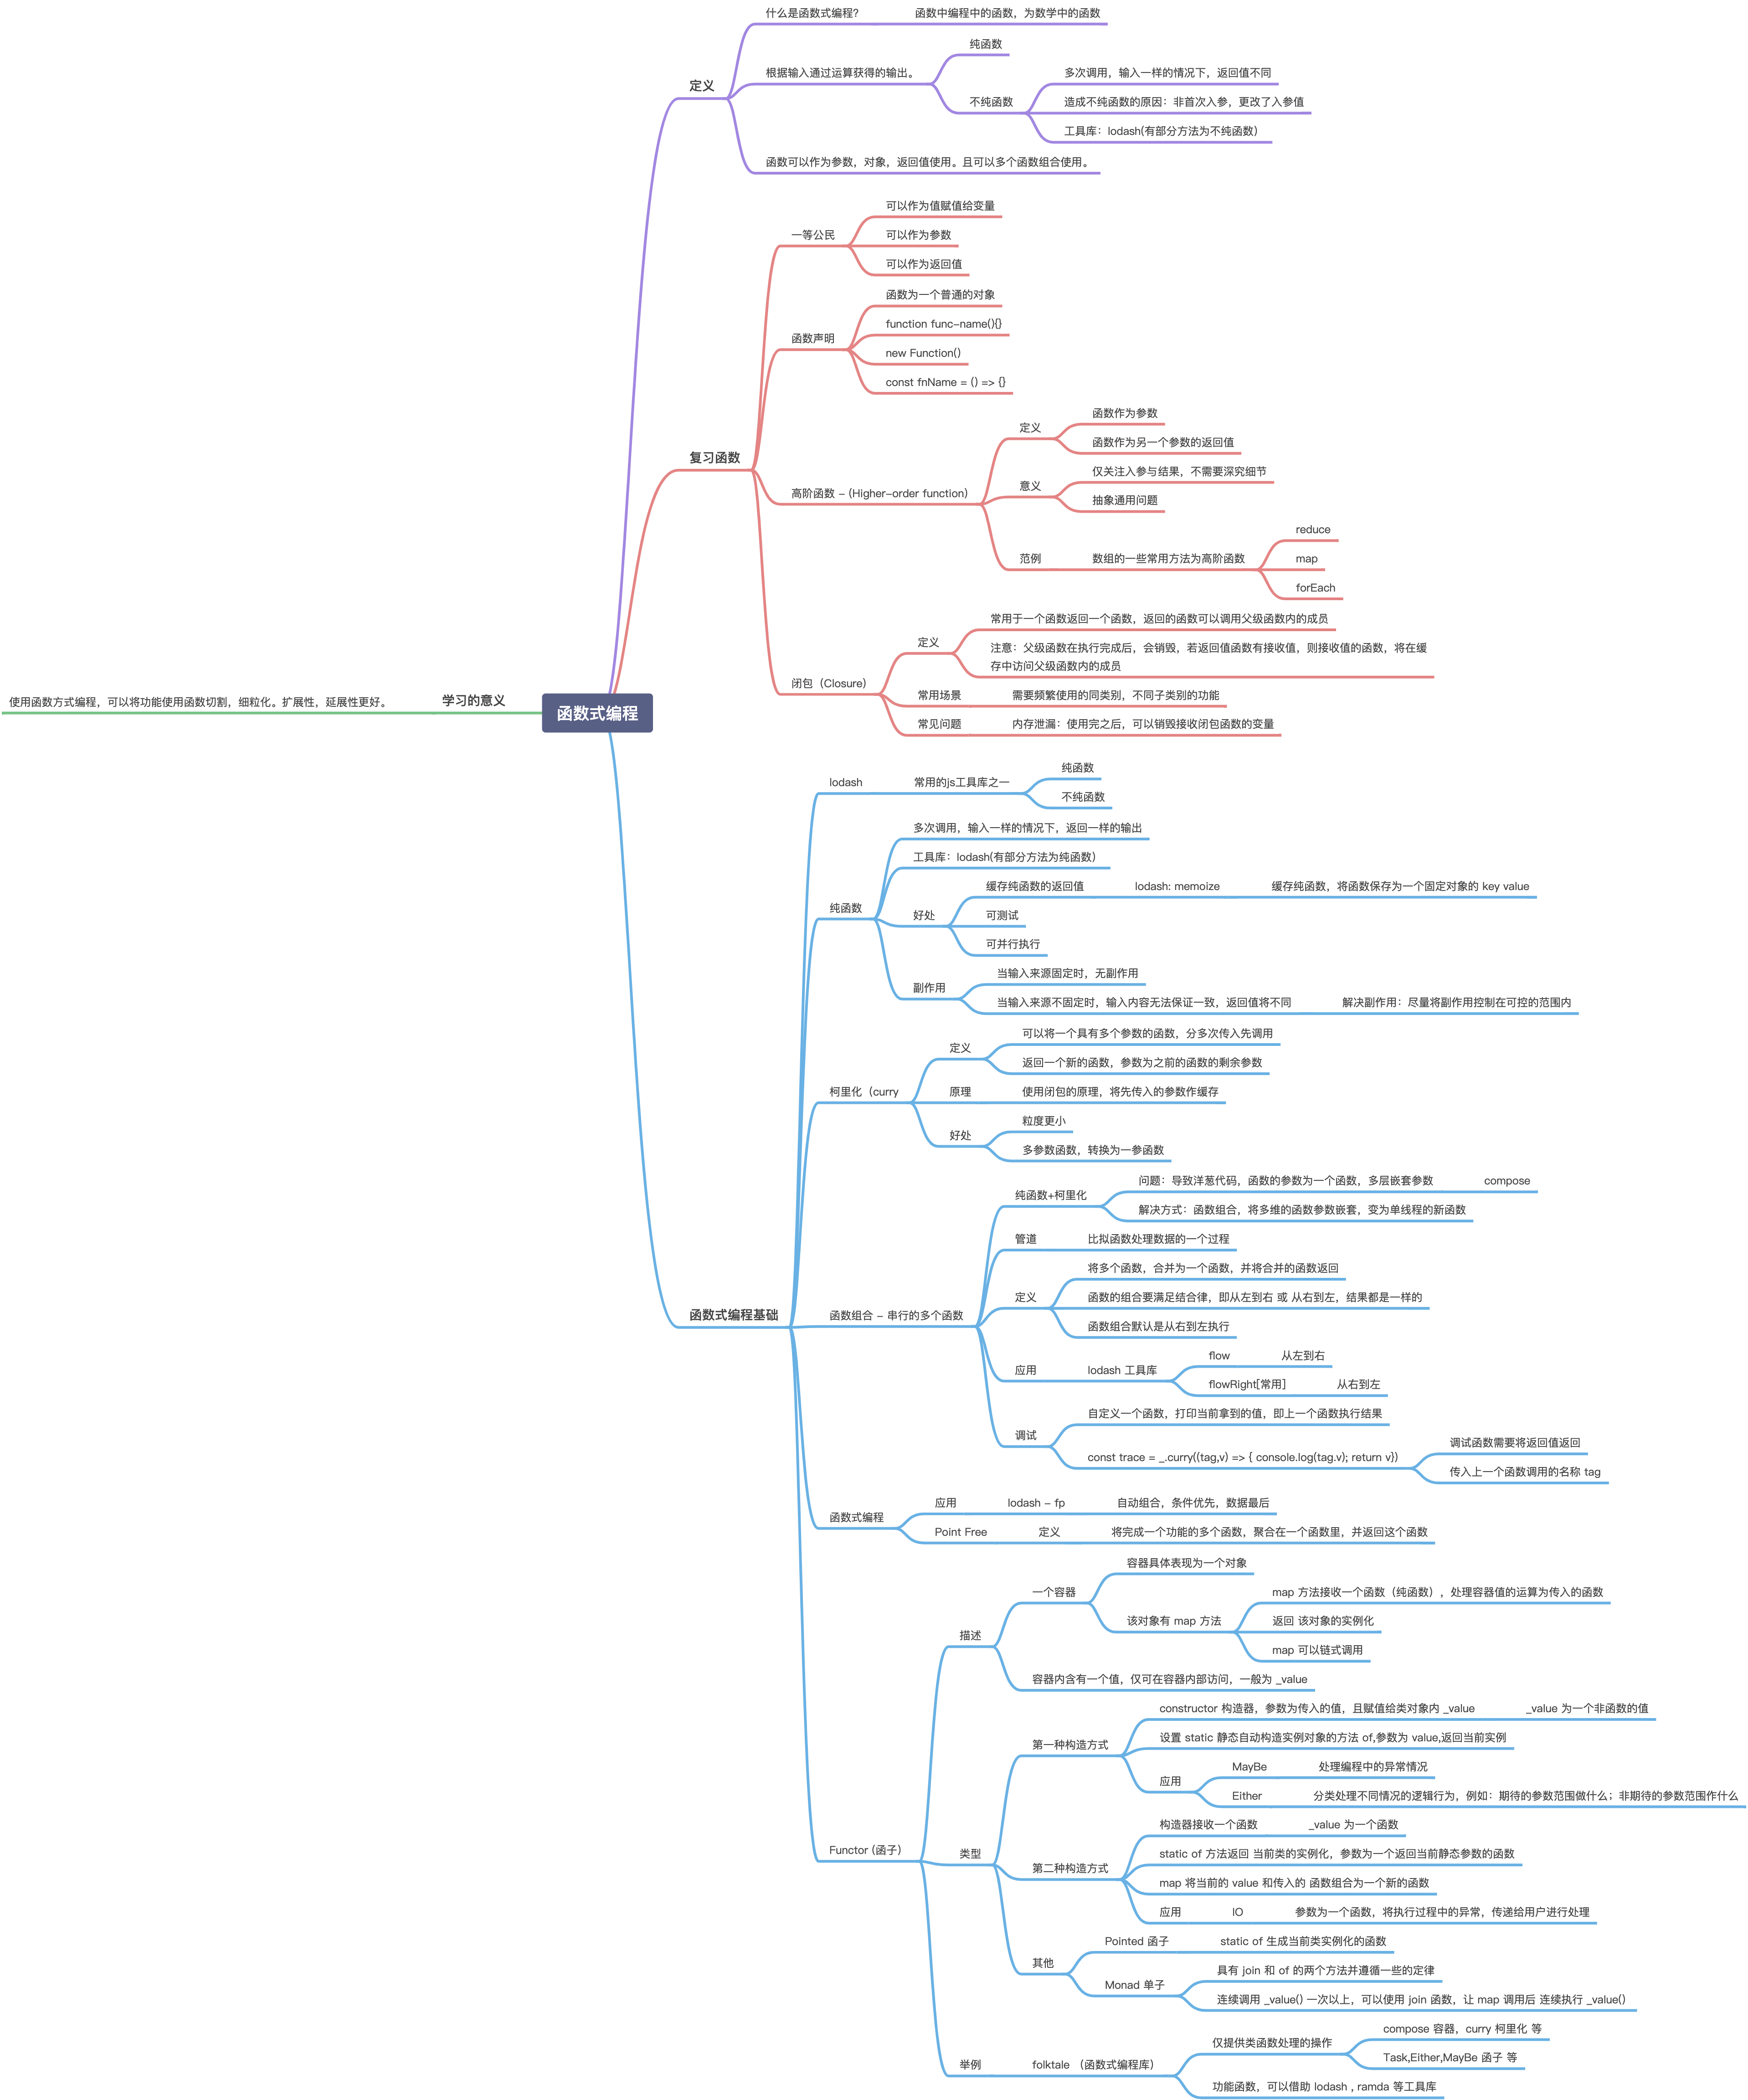 什么是函数式编程?
函数中编程中的函数，为数学中的函数
纯函数
定义
根据输入通过运算获得的输出。
多次调用，输入一样的情况下，返回值不同
不纯函数
造成不纯函数的原因：非首次入参，更改了入参值
工具库：lodash(有部分方法为不纯函数)
函数可以作为参数，对象，返回值使用。且可以多个函数组合使用。
可以作为值赋值给变量
一等公民
可以作为参数
可以作为返回值
函数为一个普通的对象
function func-name(){}
函数声明
new Function()
const fnName = () => {}
函数作为参数
定义
函数作为另一个参数的返回值
复习函数
仅关注入参与结果，不需要深究细节
高阶函数 - (Higher-order function)
意义
抽象通用问题
reduce
范例
数组的一些常用方法为高阶函数
map
forEach
常用于一个函数返回一个函数，返回的函数可以调用父级函数内的成员
定义
注意：父级函数在执行完成后，会销毁，若返回值函数有接收值，则接收值的函数，将在缓
存中访问父级函数内的成员
闭包（Closure）
常用场景
需要频繁使用的同类别，不同子类别的功能
常见问题
内存泄漏：使用完之后，可以销毁接收闭包函数的变量
使用函数方式编程，可以将功能使用函数切割，细粒化。扩展性，延展性更好。
学习的意义
函数式编程
纯函数
lodash
常用的js工具库之一
不纯函数
多次调用，输入一样的情况下，返回一样的输出
工具库：lodash(有部分方法为纯函数)
缓存纯函数的返回值
lodash: memoize
缓存纯函数，将函数保存为一个固定对象的 key value
纯函数
好处
可测试
可并行执行
当输入来源固定时，无副作用
副作用
当输入来源不固定时，输入内容无法保证一致，返回值将不同
解决副作用：尽量将副作用控制在可控的范围内
可以将一个具有多个参数的函数，分多次传入先调用
定义
返回一个新的函数，参数为之前的函数的剩余参数
柯里化（curry
原理
使用闭包的原理，将先传入的参数作缓存
粒度更小
好处
多参数函数，转换为一参函数
问题：导致洋葱代码，函数的参数为一个函数，多层嵌套参数
compose
纯函数+柯里化
解决方式：函数组合，将多维的函数参数嵌套，变为单线程的新函数
管道
比拟函数处理数据的一个过程
将多个函数，合并为一个函数，并将合并的函数返回
函数式编程基础
函数组合 - 串行的多个函数
定义
函数的组合要满足结合律，即从左到右 或 从右到左，结果都是一样的
函数组合默认是从右到左执行
flow
从左到右
应用
lodash 工具库
flowRight[常用]
从右到左
自定义一个函数，打印当前拿到的值，即上一个函数执行结果
调试
调试函数需要将返回值返回
const trace = _.curry((tag,v) => { console.log(tag.v); return v})
传入上一个函数调用的名称 tag
应用
lodash - fp
自动组合，条件优先，数据最后
函数式编程
Point Free
定义
将完成一个功能的多个函数，聚合在一个函数里，并返回这个函数
容器具体表现为一个对象
一个容器
map 方法接收一个函数（纯函数），处理容器值的运算为传入的函数
该对象有 map 方法
返回 该对象的实例化
描述
map 可以链式调用
容器内含有一个值，仅可在容器内部访问，一般为 _value
constructor 构造器，参数为传入的值，且赋值给类对象内 _value
_value 为一个非函数的值
第一种构造方式
设置 static 静态自动构造实例对象的方法 of,参数为 value,返回当前实例
MayBe
处理编程中的异常情况
应用
Either
分类处理不同情况的逻辑行为，例如：期待的参数范围做什么；非期待的参数范围作什么
Functor (函子)
类型
构造器接收一个函数
_value 为一个函数
static of 方法返回 当前类的实例化，参数为一个返回当前静态参数的函数
第二种构造方式
map 将当前的 value 和传入的 函数组合为一个新的函数
应用
IO
参数为一个函数，将执行过程中的异常，传递给用户进行处理
Pointed 函子
static of 生成当前类实例化的函数
其他
具有 join 和 of 的两个方法并遵循一些的定律
Monad 单子
连续调用 _value() 一次以上，可以使用 join 函数，让 map 调用后 连续执行 _value()
compose 容器，curry 柯里化 等
仅提供类函数处理的操作
Task,Either,MayBe 函子 等
举例
folktale （函数式编程库）
功能函数，可以借助 lodash , ramda 等工具库